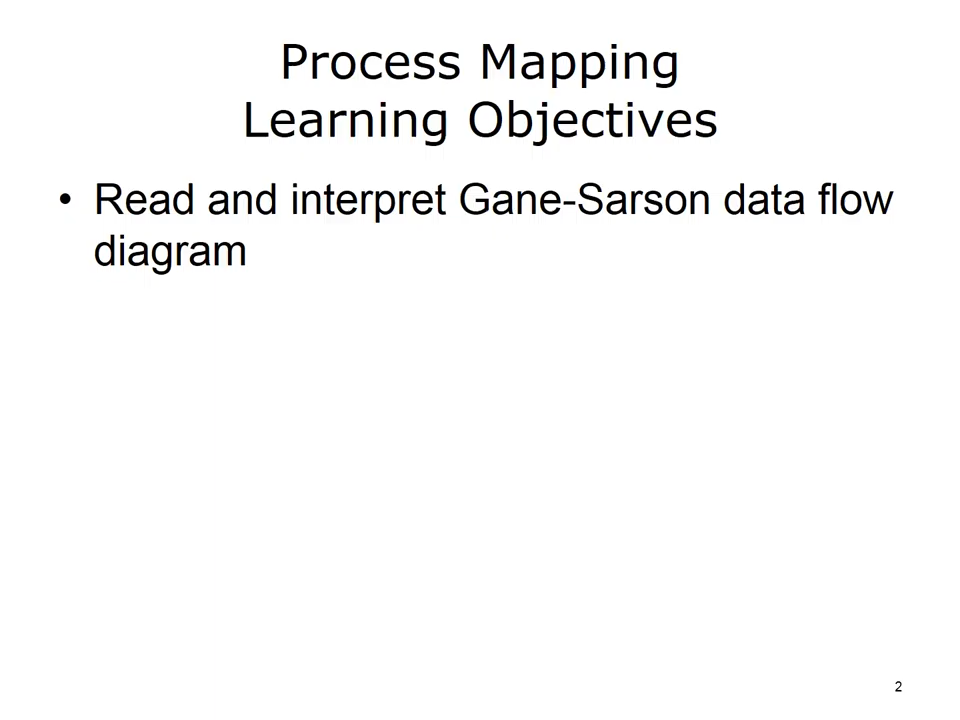 Process Mapping
Learning Objectives
• Read and interpret Gane-Sarson data flow
diagram
2